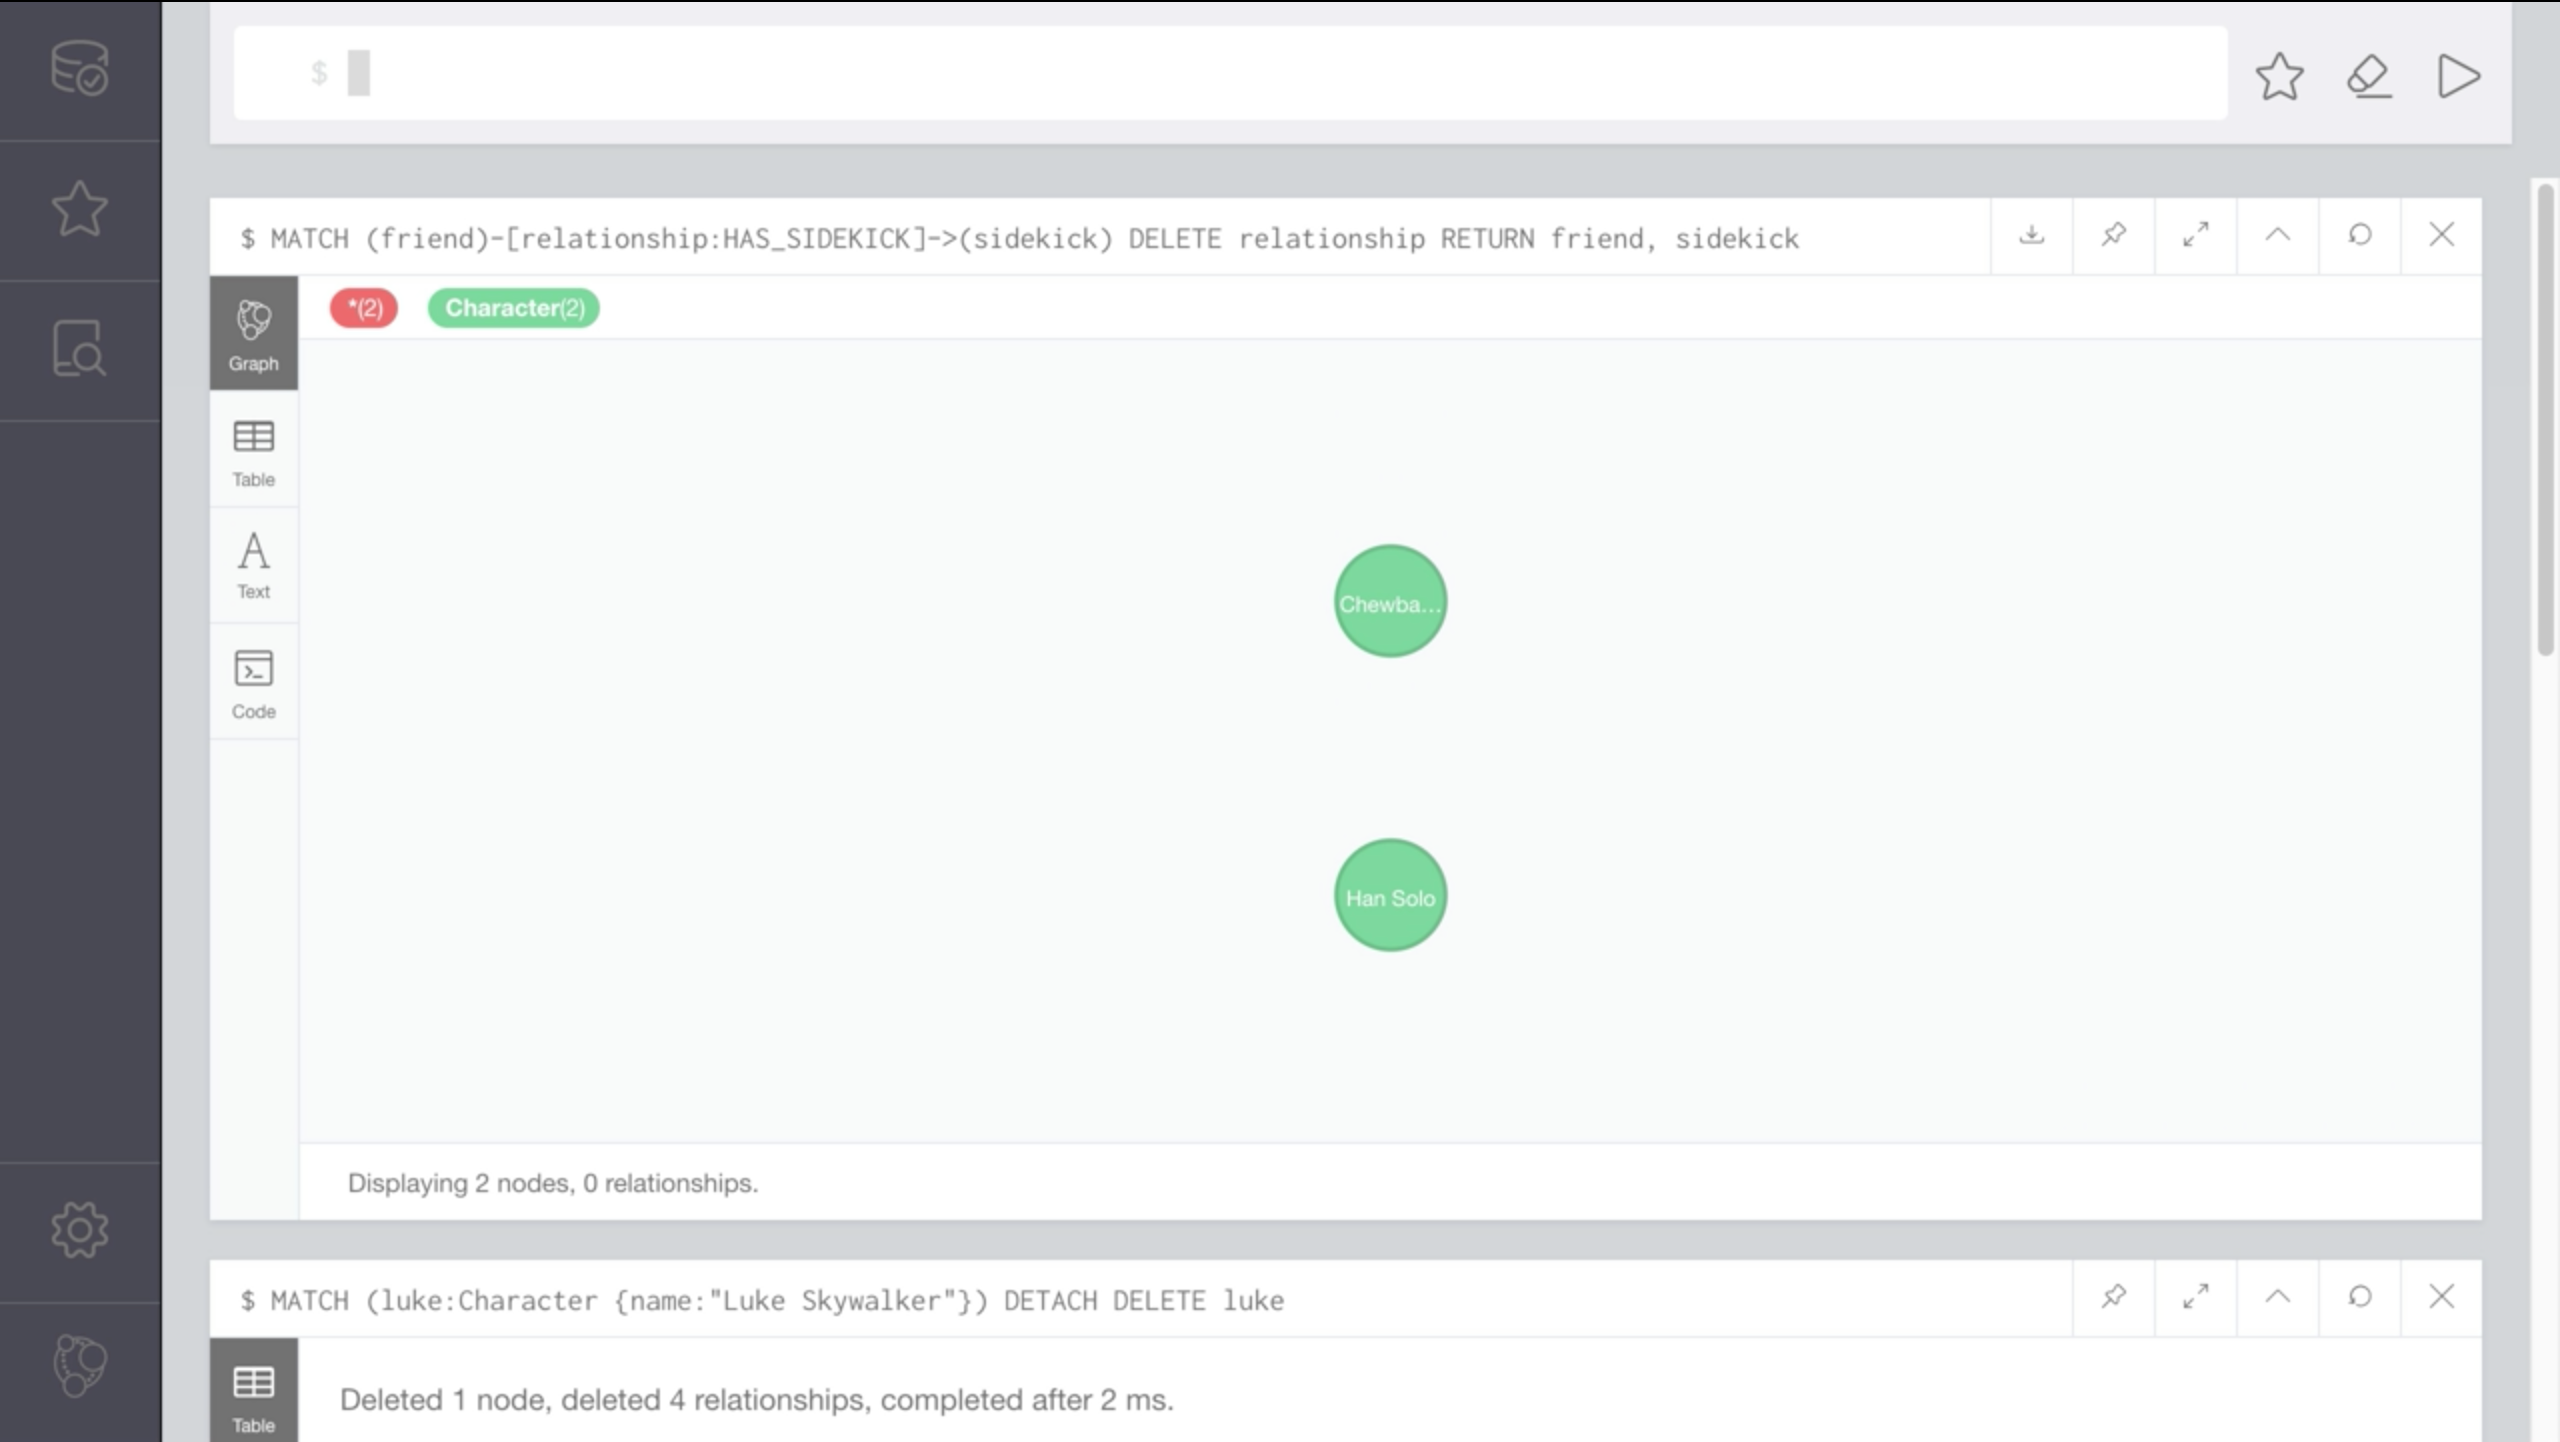 $
$ MATCH (friend)-[relationship:HAS_SIDEKICK]->(sidekick) DELETE relationship RETURN friend, sidekick
*(2) Character(2)
Graph
Table
Text
Code
Chewba...
Han Solo
Displaying 2 nodes, 0 relationships.
$ MATCH (luke:Character {name:"Luke Skywalker"}) DETACH DELETE luke
Table
Deleted 1 node, deleted 4 relationships, completed after 2 ms.